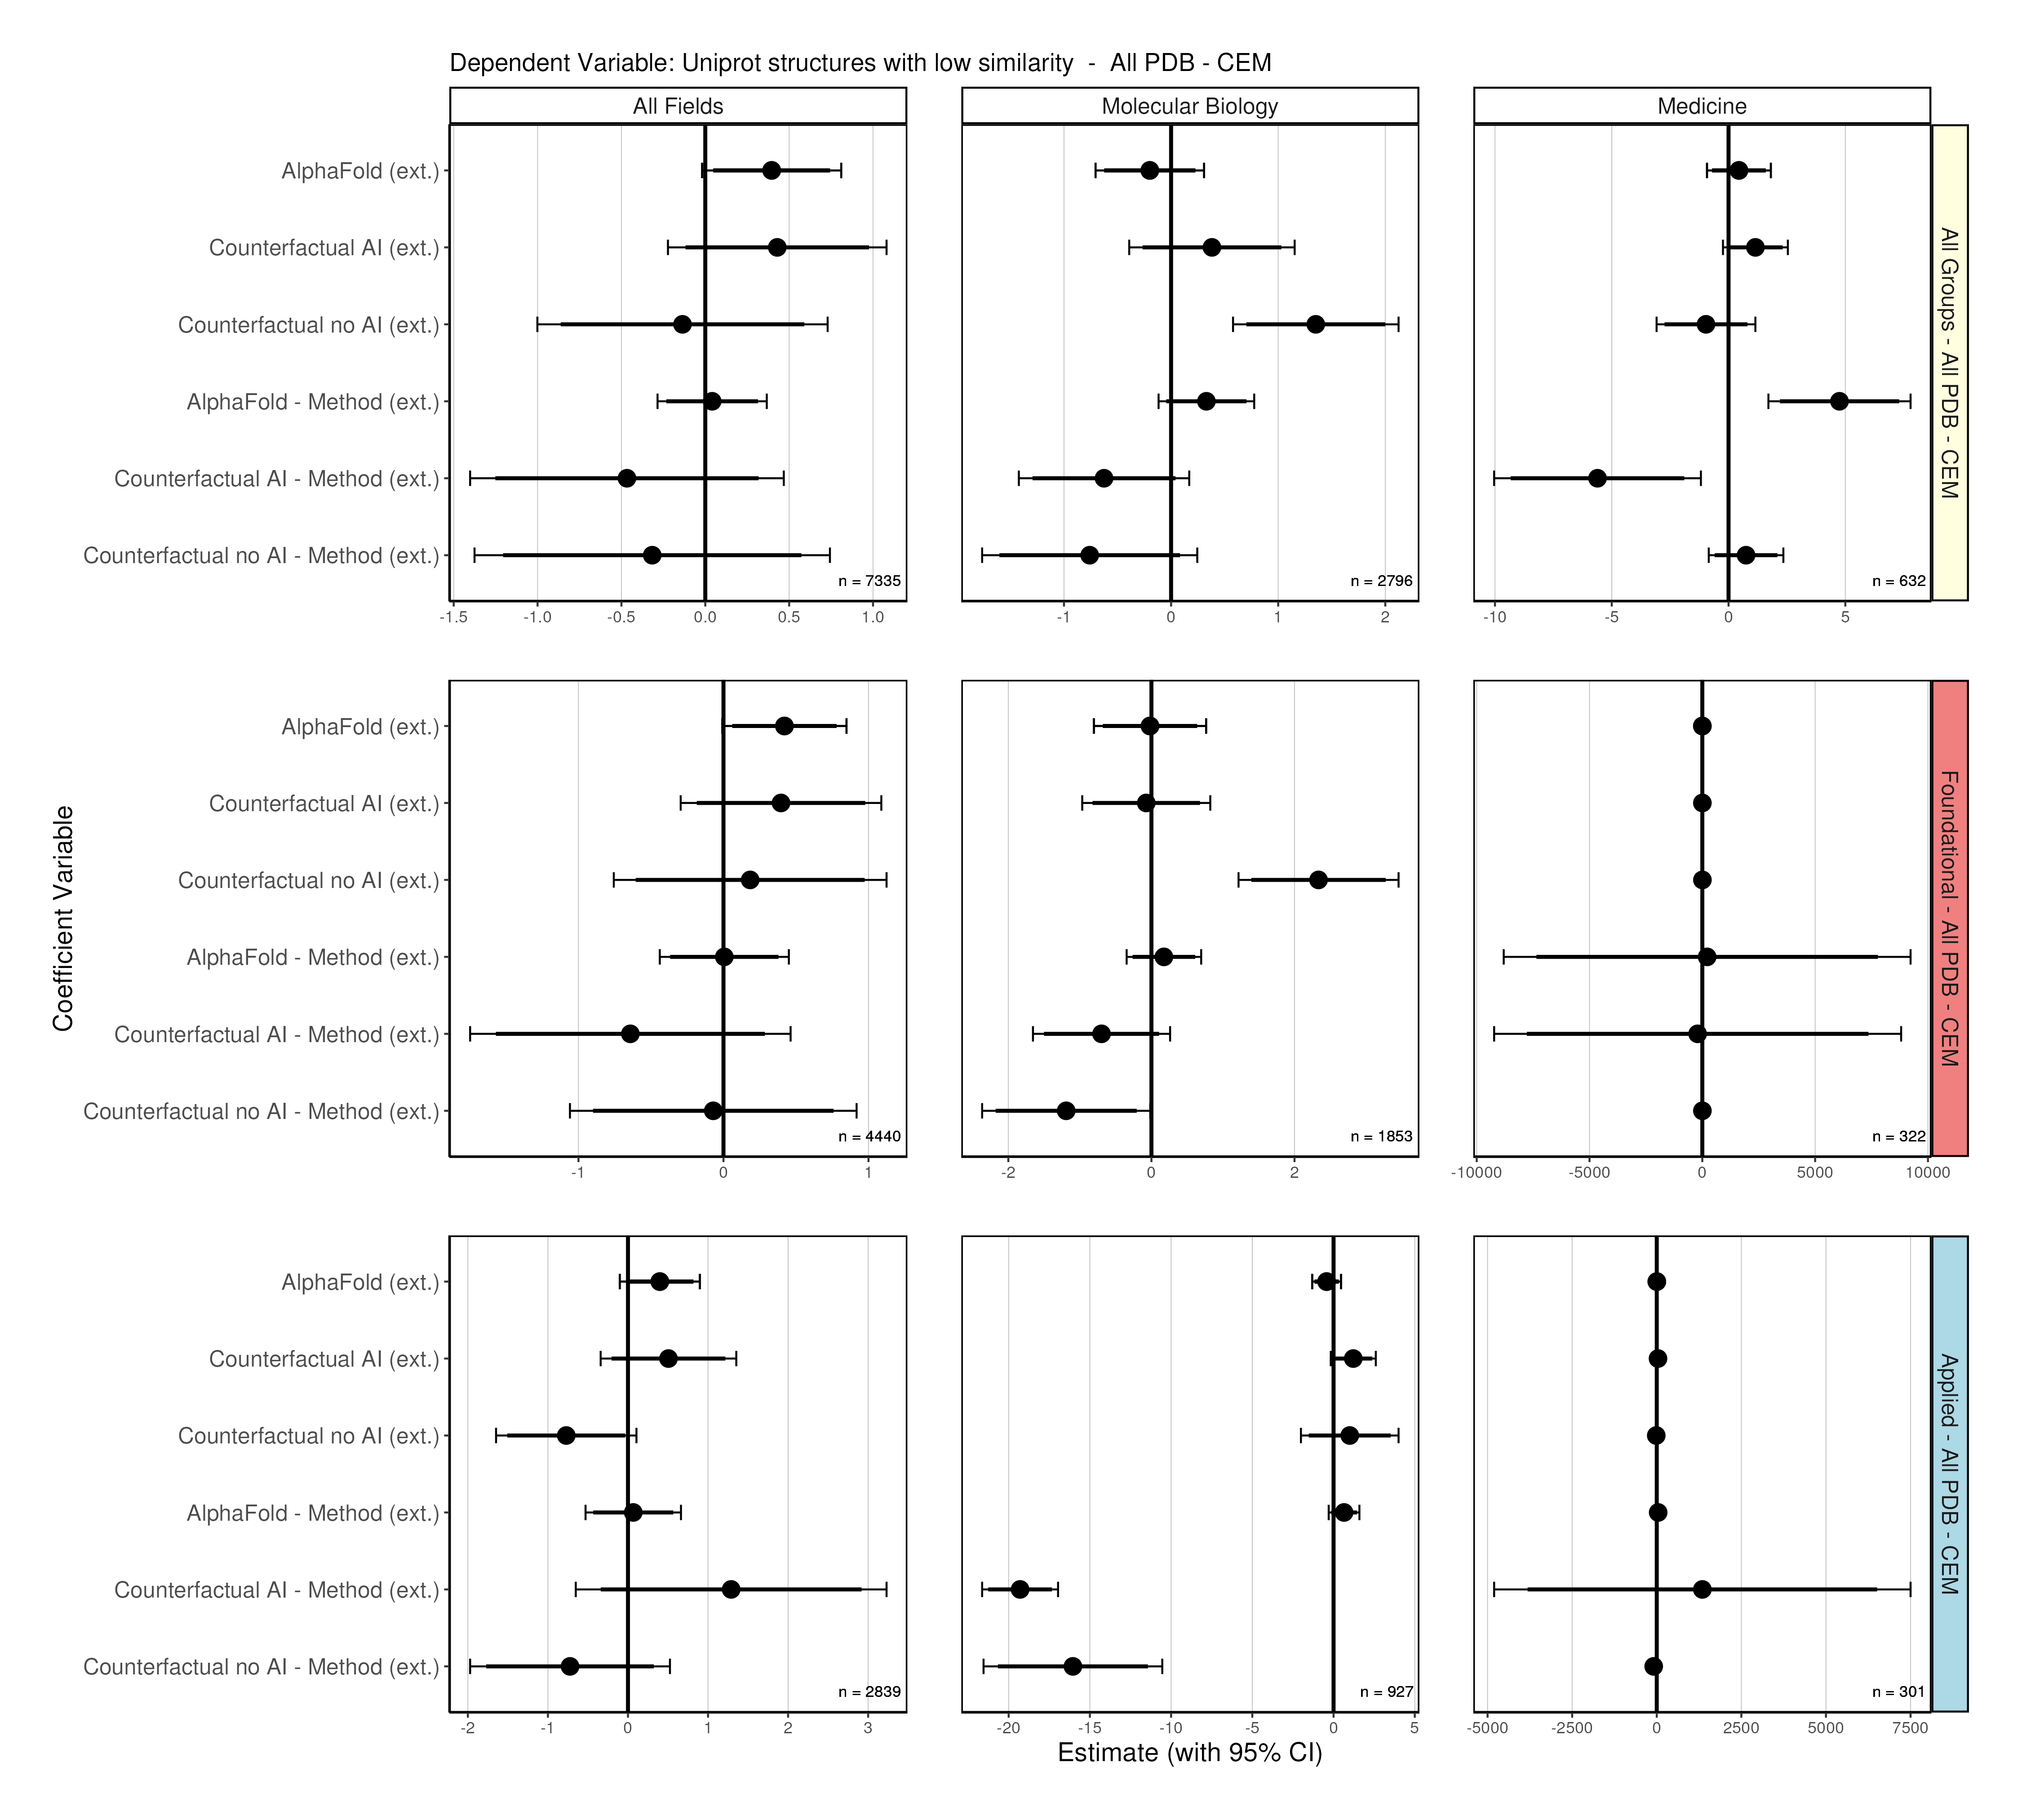 Dependent Variable: Uniprot structures with low similarity - All PDB - CEM
All Fields
Molecular Biology
Medicine
AlphaFold (ext.)
Counterfactual AI (ext.)
Counterfactual no AI (ext.)
AlphaFold - Method (ext.)
Counterfactual AI - Method (ext.)
Counterfactual no AI - Method (ext.)
n = 7335
n = 2796
n = 632
-1.5 -1.0 -0.5 0.0 0.5 1.0
-1 0 1 2
-10 -5 0 5
All Groups - All PDB - CEM
Coefficient Variable
AlphaFold (ext.)
Counterfactual AI (ext.)
Counterfactual no AI (ext.)
AlphaFold - Method (ext.)
Counterfactual AI - Method (ext.)
Counterfactual no AI - Method (ext.)
n = 4440
n = 1853
n = 322
-1 0 1
-2 0 2
-10000 -5000 0 5000 10000
Foundational - All PDB - CEM
AlphaFold (ext.)
Counterfactual AI (ext.)
Counterfactual no AI (ext.)
AlphaFold - Method (ext.)
Counterfactual AI - Method (ext.)
Counterfactual no AI - Method (ext.)
n = 2839
n = 927
n = 301
-2 -1 0 1 2 3
-20 -15 -10 -5 0 5
-5000 -2500 0 2500 5000 7500
Applied - All PDB - CEM
Estimate (with 95% CI)